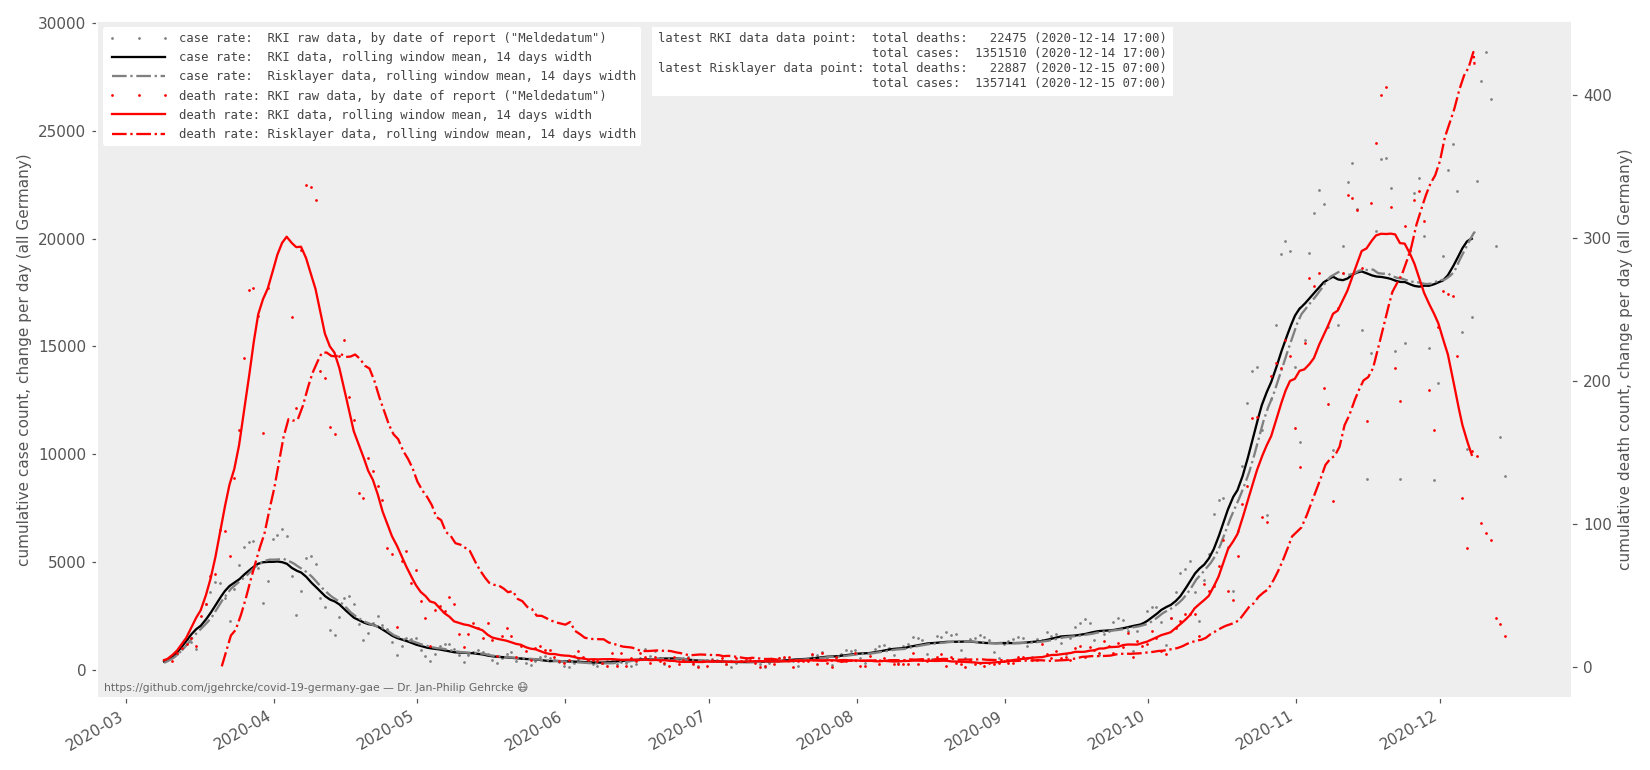 30000
25000
20000
15000
10000
5000
0
cumulative case count, change per day (all Germany)
case rate:  RKI raw data, by date of report ("Meldedatum")
case rate:  RKI data, rolling window mean, 14 days width
case rate:  Risklayer data, rolling window mean, 14 days width
death rate: RKI raw data, by date of report ("Meldedatum")
death rate: RKI data, rolling window mean, 14 days width
death rate: Risklayer data, rolling window mean, 14 days width
latest RKI data data point:  total deaths:   22475 (2020-12-14 17:00)
total cases:  1351510 (2020-12-14 17:00)
latest Risklayer data point: total deaths:   22887 (2020-12-15 07:00)
total cases:  1357141 (2020-12-15 07:00)
400
300
200
100
0
cumulative death count, change per day (all Germany)
https://github.com/jgehrcke/covid-19-germany-gae — Dr. Jan-Philip Gehrcke 😷
2020-03
2020-04
2020-05
2020-06
2020-07
2020-08
2020-09
2020-10
2020-11
2020-12